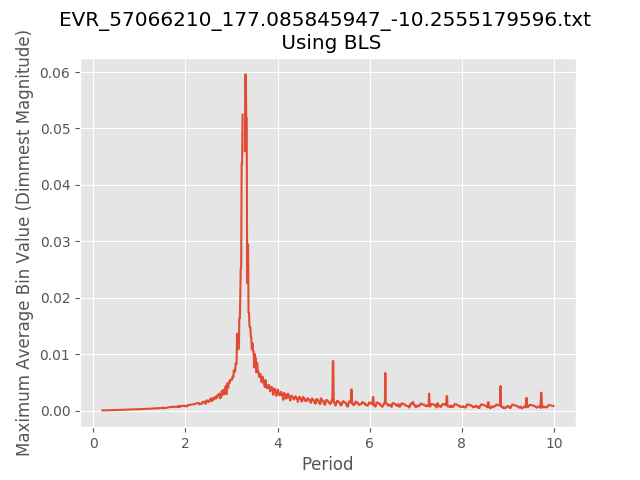 EVR_57066210_177.085845947_-10.2555179596.txt
Using BLS
Maximum Average Bin Value (Dimmest Magnitude)
0.06
0.05
0.04
0.03
0.02
0.01
0.00
0 2 4 6 8 10
Period